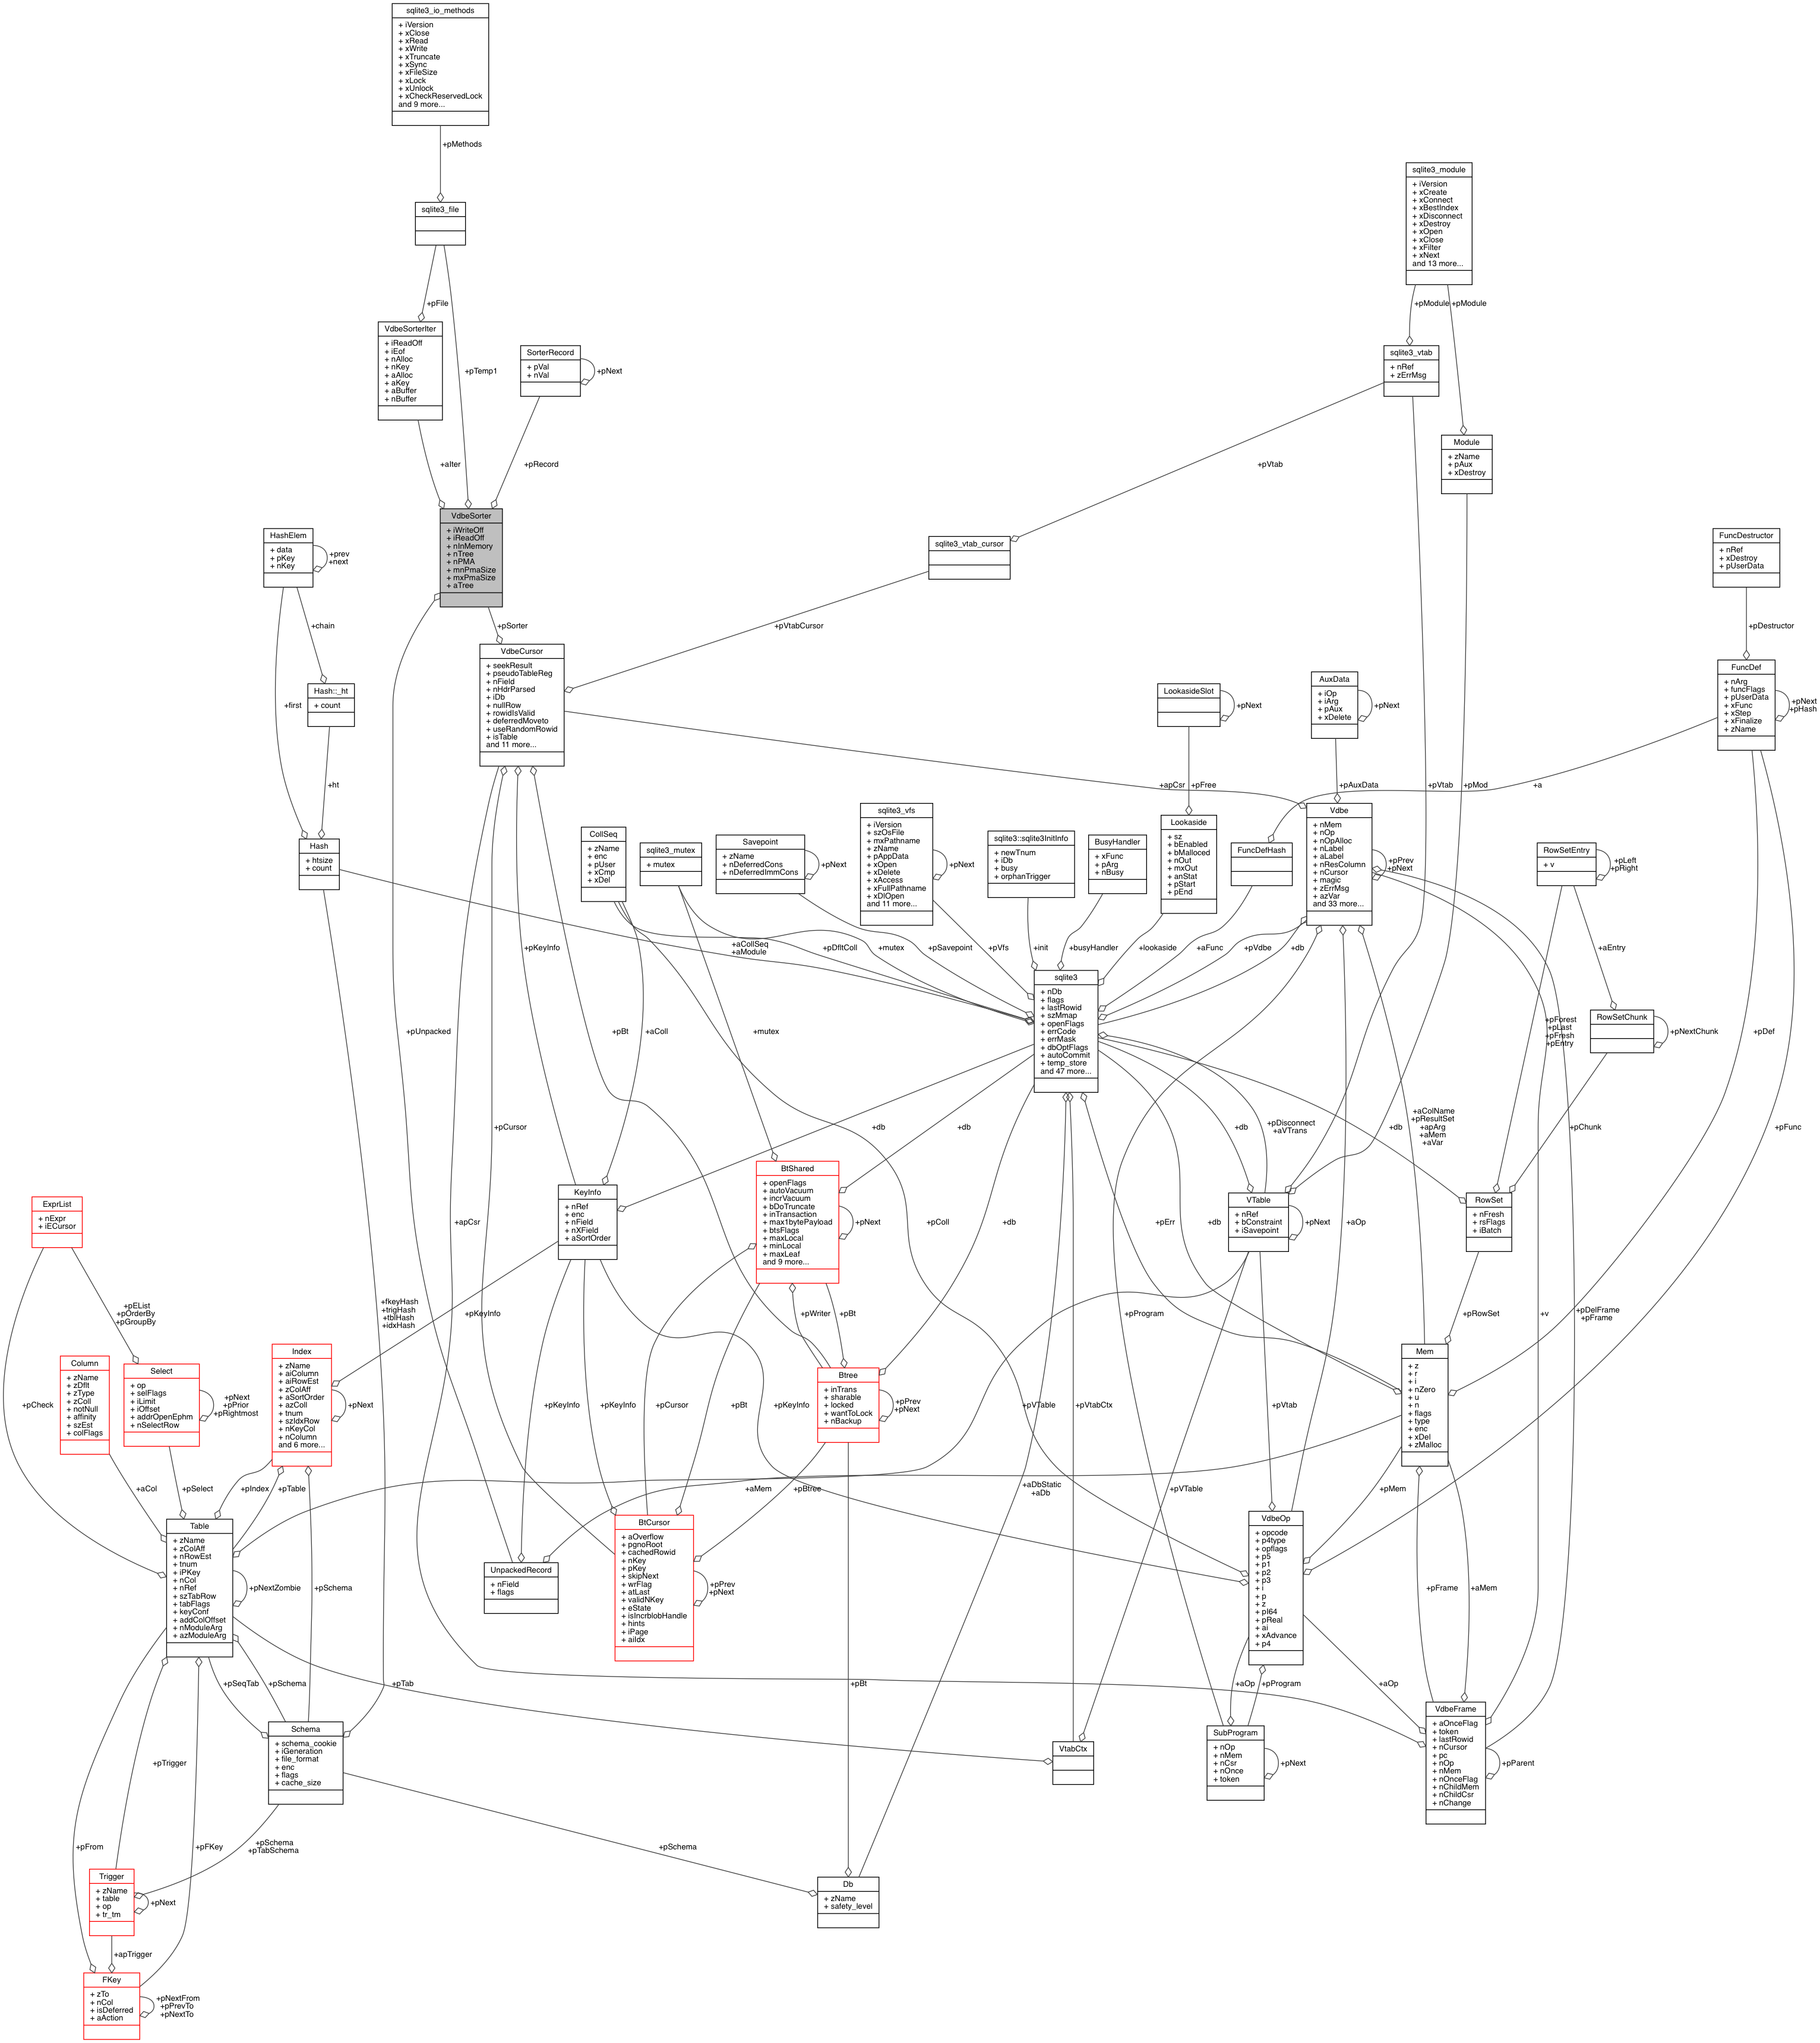 sqlite3_io_methods
+ iVersion
+ xClose
+ xRead
+ xWrite
+ xTruncate
+ xSync
+ xFileSize
+ xLock
+ xUnlock
+ xCheckReservedLock
and 9 more...
+pMethods
sqlite3_file
+pFile
+pTemp1
sqlite3_module
+ iVersion
+ xCreate
+ xConnect
+ xBestIndex
+ xDisconnect
+ xDestroy
+ xOpen
+ xClose
+ xFilter
+ xNext
and 13 more...
+pModule
+pModule
VdbeSorterIter
+ iReadOff
+ iEof
+ nAlloc
+ nKey
+ aAlloc
+ aKey
+ aBuffer
+ nBuffer
SorterRecord
+ pVal
+ nVal
+pNext
sqlite3_vtab
+ nRef
+ zErrMsg
Module
+ zName
+ pAux
+ xDestroy
+aIter
+pRecord
+pVtab
VdbeSorter
+ iWriteOff
+ iReadOff
+ nInMemory
+ nTree
+ nPMA
+ mnPmaSize
+ mxPmaSize
+ aTree
HashElem
+ data
+ pKey
+ nKey
+prev
+next
sqlite3_vtab_cursor
FuncDestructor
+ nRef
+ xDestroy
+ pUserData
+chain
+pSorter
+pVtabCursor
+pDestructor
VdbeCursor
+ seekResult
+ pseudoTableReg
+ nField
+ nHdrParsed
+ iDb
+ nullRow
+ rowidIsValid
+ deferredMoveto
+ useRandomRowid
+ isTable
and 11 more...
Hash::_ht
+ count
+first
LookasideSlot
+pNext
AuxData
+ iOp
+ iArg
+ pAux
+ xDelete
+pNext
FuncDef
+ nArg
+ funcFlags
+ pUserData
+ xFunc
+ xStep
+ xFinalize
+ zName
+pNext
+pHash
+ht
+apCsr
+pFree
+pAuxData
+pVtab
+pMod
+a
Hash
+ htsize
+ count
CollSeq
+ zName
+ enc
+ pUser
+ xCmp
+ xDel
sqlite3_mutex
+ mutex
Savepoint
+ zName
+ nDeferredCons
+ nDeferredImmCons
+pNext
sqlite3_vfs
+ iVersion
+ szOsFile
+ mxPathname
+ zName
+ pAppData
+ xOpen
+ xDelete
+ xAccess
+ xFullPathname
+ xDlOpen
and 11 more...
+pNext
sqlite3::sqlite3InitInfo
+ newTnum
+ iDb
+ busy
+ orphanTrigger
BusyHandler
+ xFunc
+ pArg
+ nBusy
Lookaside
+ sz
+ bEnabled
+ bMalloced
+ nOut
+ mxOut
+ anStat
+ pStart
+ pEnd
FuncDefHash
Vdbe
+ nMem
+ nOp
+ nOpAlloc
+ nLabel
+ aLabel
+ nResColumn
+ nCursor
+ magic
+ zErrMsg
+ azVar
and 33 more...
+pPrev
+pNext
RowSetEntry
+ v
+pLeft
+pRight
+pKeyInfo
+aCollSeq
+aModule
+pDfltColl
+mutex
+pSavepoint
+pVfs
+init
+busyHandler
+lookaside
+aFunc
+pVdbe
+db
+aEntry
sqlite3
+ nDb
+ flags
+ lastRowid
+ szMmap
+ openFlags
+ errCode
+ errMask
+ dbOptFlags
+ autoCommit
+ temp_store
and 47 more...
RowSetChunk
+pNextChunk
+pUnpacked
+pBt
+aColl
+mutex
+pForest
+pLast
+pFresh
+pEntry
+pDef
+pCursor
+db
+db
+db
+pDisconnect
+aVTrans
+aColName
+pResultSet
+apArg
+aMem
+aVar
+db
+pChunk
+pFunc
BtShared
+ openFlags
+ autoVacuum
+ incrVacuum
+ bDoTruncate
+ inTransaction
+ max1bytePayload
+ btsFlags
+ maxLocal
+ minLocal
+ maxLeaf
and 9 more...
+pNext
ExprList
+ nExpr
+ iECursor
KeyInfo
+ nRef
+ enc
+ nField
+ nXField
+ aSortOrder
VTable
+ nRef
+ bConstraint
+ iSavepoint
+pNext
RowSet
+ nFresh
+ rsFlags
+ iBatch
+apCsr
+pColl
+db
+pErr
+db
+aOp
+pEList
+pOrderBy
+pGroupBy
+fkeyHash
+trigHash
+tblHash
+idxHash
+pKeyInfo
+pWriter
+pBt
+pProgram
+pRowSet
+v
+pDelFrame
+pFrame
Index
+ zName
+ aiColumn
+ aiRowEst
+ zColAff
+ aSortOrder
+ azColl
+ tnum
+ szIdxRow
+ nKeyCol
+ nColumn
and 6 more...
+pNext
Column
+ zName
+ zDflt
+ zType
+ zColl
+ notNull
+ affinity
+ szEst
+ colFlags
Select
+ op
+ selFlags
+ iLimit
+ iOffset
+ addrOpenEphm
+ nSelectRow
+pNext
+pPrior
+pRightmost
+pCheck
Btree
+ inTrans
+ sharable
+ locked
+ wantToLock
+ nBackup
+pPrev
+pNext
Mem
+ z
+ r
+ i
+ nZero
+ u
+ n
+ flags
+ type
+ enc
+ xDel
+ zMalloc
+pKeyInfo
+pKeyInfo
+pCursor
+pBt
+pKeyInfo
+pVTable
+pVtabCtx
+pVtab
+aCol
+pSelect
+pIndex
+pTable
+aMem
+pBtree
+aDbStatic
+aDb
+pVTable
+pMem
Table
+ zName
+ zColAff
+ nRowEst
+ tnum
+ iPKey
+ nCol
+ nRef
+ szTabRow
+ tabFlags
+ keyConf
+ addColOffset
+ nModuleArg
+ azModuleArg
+pNextZombie
+pSchema
UnpackedRecord
+ nField
+ flags
BtCursor
+ aOverflow
+ pgnoRoot
+ cachedRowid
+ nKey
+ pKey
+ skipNext
+ wrFlag
+ atLast
+ validNKey
+ eState
+ isIncrblobHandle
+ hints
+ iPage
+ aiIdx
+pPrev
+pNext
VdbeOp
+ opcode
+ p4type
+ opflags
+ p5
+ p1
+ p2
+ p3
+ i
+ p
+ z
+ pI64
+ pReal
+ ai
+ xAdvance
+ p4
+pFrame
+aMem
+pSeqTab
+pSchema
+pTab
+pBt
+aOp
+pProgram
+aOp
Schema
+ schema_cookie
+ iGeneration
+ file_format
+ enc
+ flags
+ cache_size
VtabCtx
SubProgram
+ nOp
+ nMem
+ nCsr
+ nOnce
+ token
+pNext
VdbeFrame
+ aOnceFlag
+ token
+ lastRowid
+ nCursor
+ pc
+ nOp
+ nMem
+ nOnceFlag
+ nChildMem
+ nChildCsr
+ nChange
+pParent
+pTrigger
+pFrom
+pFKey
+pSchema
+pTabSchema
+pSchema
Trigger
+ zName
+ table
+ op
+ tr_tm
+pNext
Db
+ zName
+ safety_level
+apTrigger
FKey
+ zTo
+ nCol
+ isDeferred
+ aAction
+pNextFrom
+pPrevTo
+pNextTo